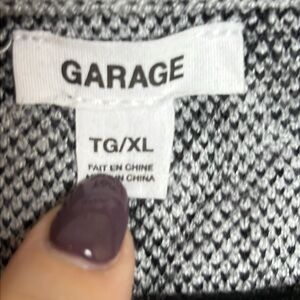 GARAGE
TG/XL
FAIT EN CHINE
IN CHINA